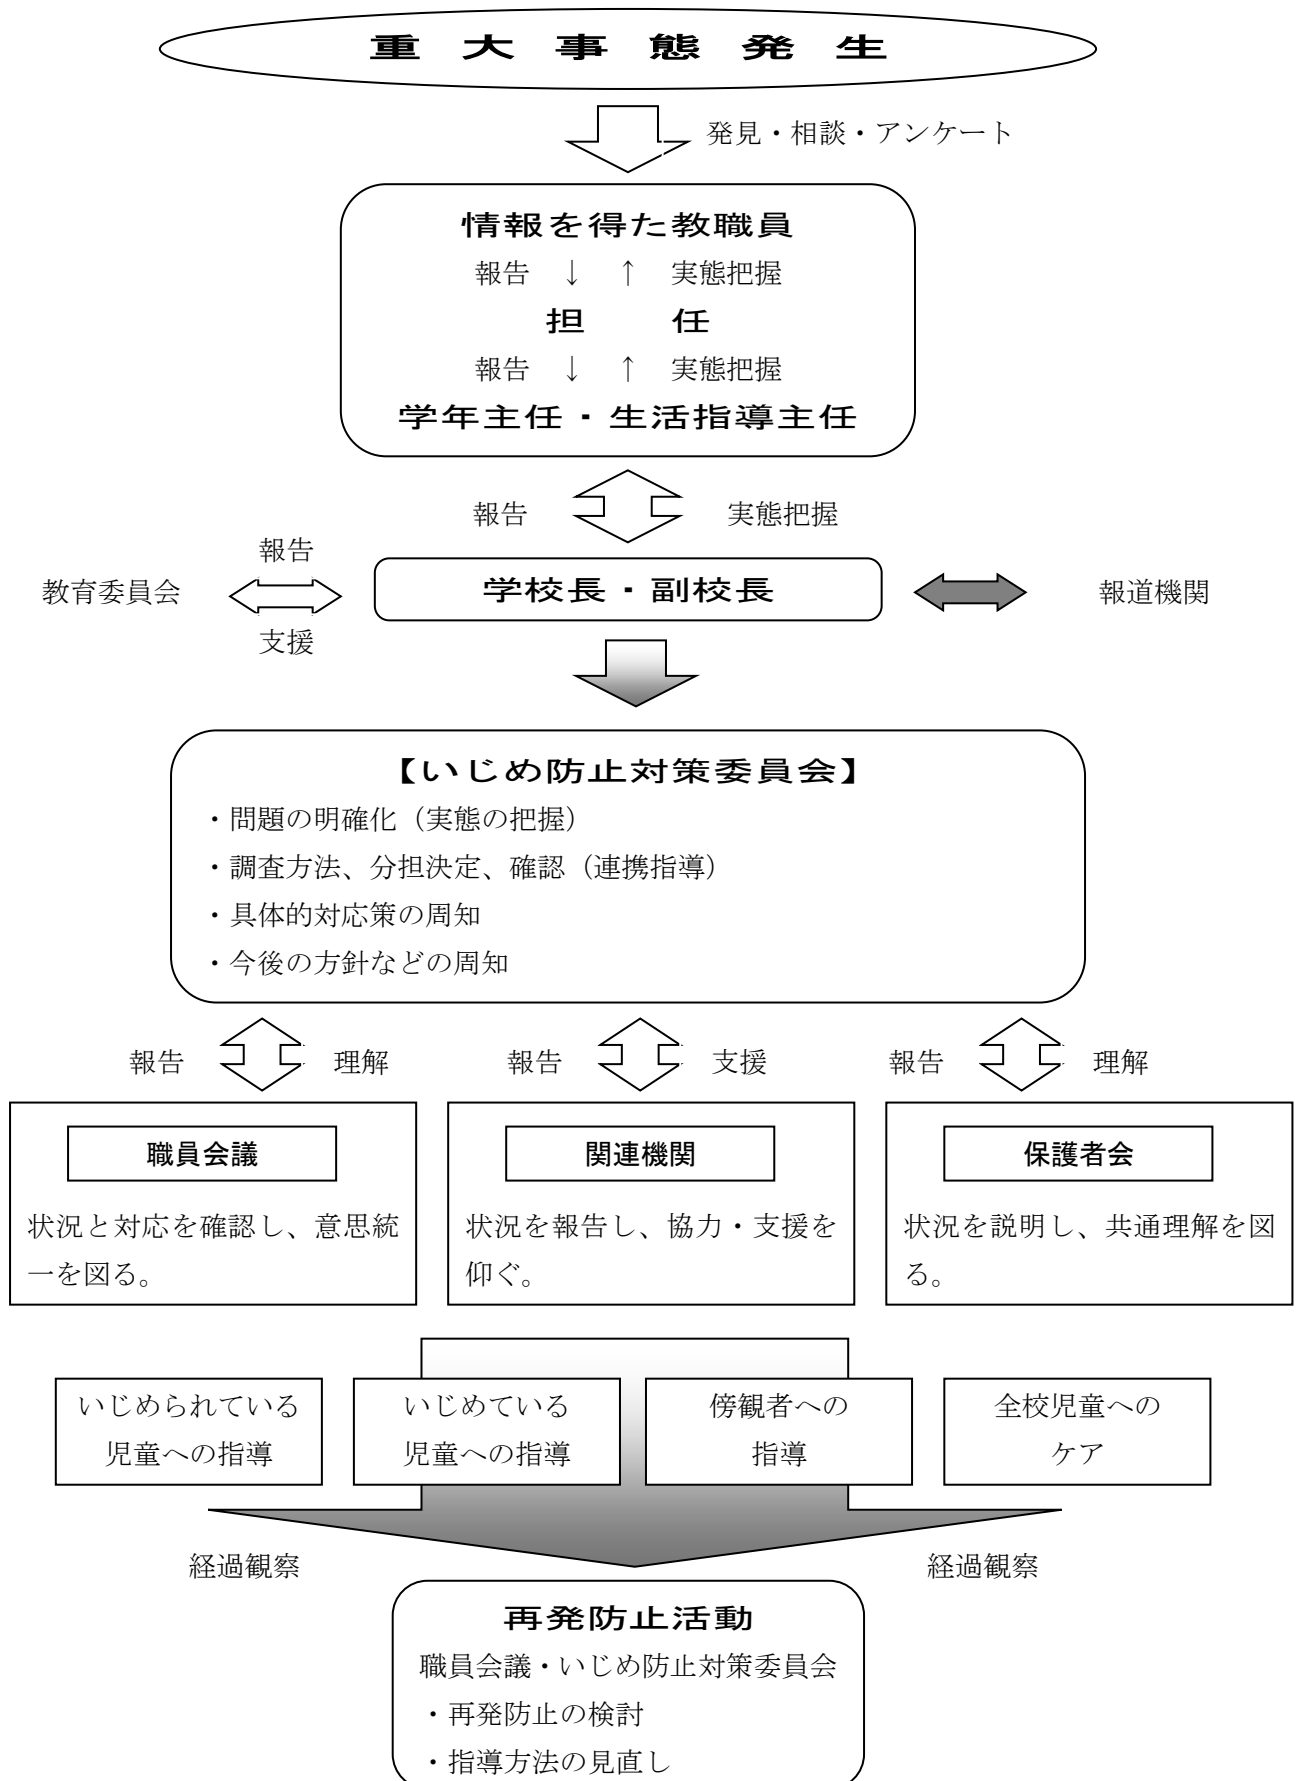 重大事態発生
発見・相談・アンケート
情報を得た教職員
報告 ↓ ↑ 実態把握
担任
報告 ↓ ↑ 実態把握
学年主任・生活指導主任
報告 実態把握
報告
教育委員会 学校長・副校長 報道機関
支援
【いじめ防止対策委員会】
・問題の明確化（実態の把握）
・調査方法、分担決定、確認（連携指導）
・具体的対応策の周知
・今後の方針などの周知
報告 理解 報告 支援 報告 理解
職員会議
状況と対応を確認し、意思統
一を図る。
関連機関
状況を報告し、協力・支援を
仰ぐ。
保護者会
状況を説明し、共通理解を図
る。
いじめられている
児童への指導
いじめている
児童への指導
傍観者への
指導
全校児童への
ケア
経過観察 経過観察
再発防止活動
職員会議・いじめ防止対策委員会
・再発防止の検討
・指導方法の見直し